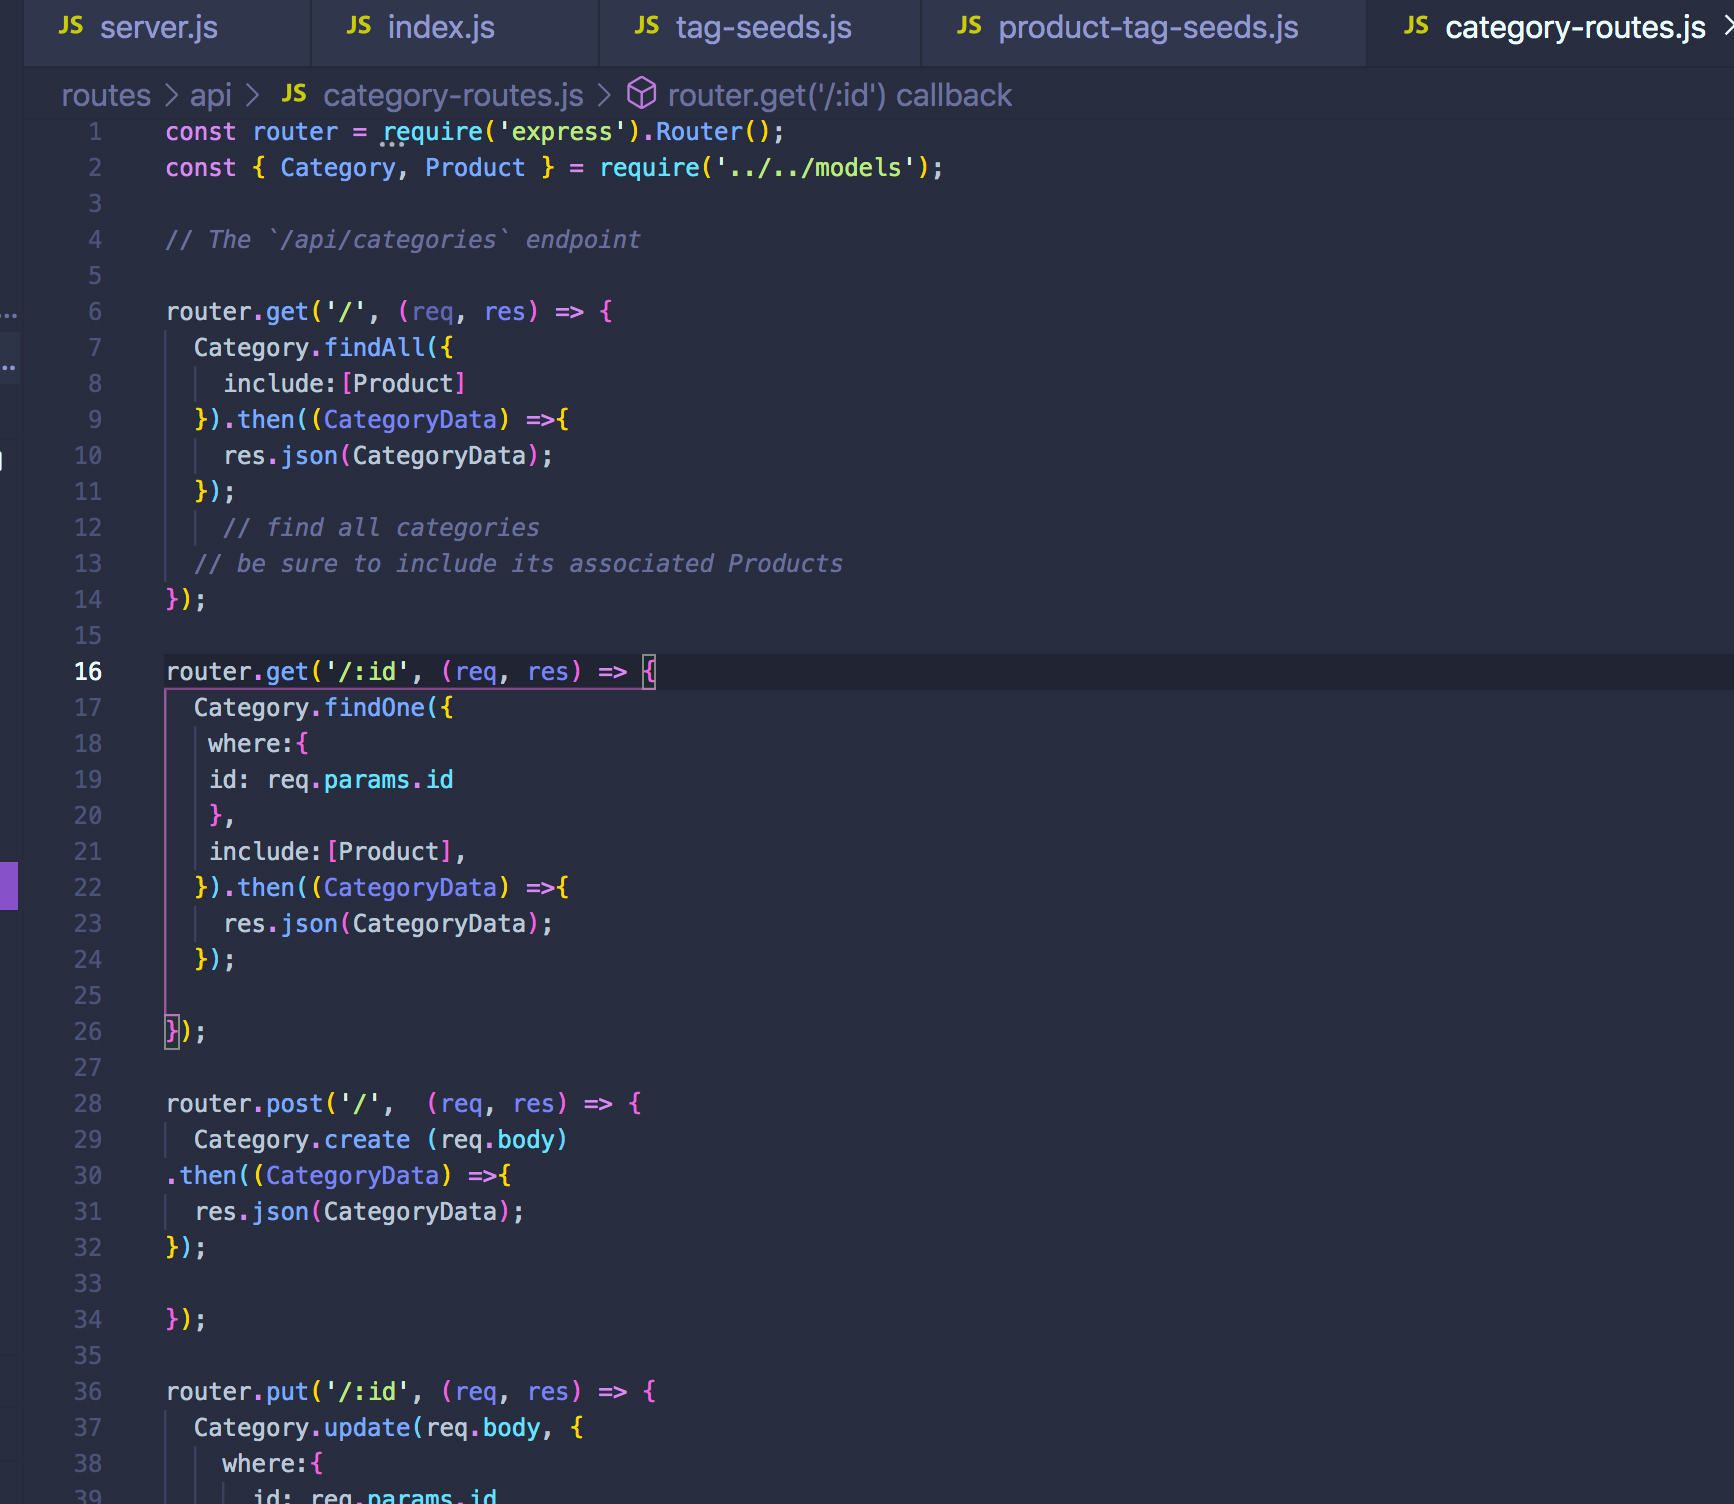 JS server.js JS index.js JS tag-seeds.js JS product-tag-seeds.js JS category-routes.js
routes > api > JS category-routes.js > router.get('/:id') callback
1 const router = require('express').Router();
2 const { Category, Product } = require('../../models');
3
4 // The `/api/categories` endpoint
5
6 router.get('/', (req, res) => {
7 Category.findAll({
8 include:[Product]
9 }).then((CategoryData) =>{
10 res.json(CategoryData);
11 });
12 // find all categories
13 // be sure to include its associated Products
14 });
15
16 router.get('/:id', (req, res) => {
17 Category.findOne({
18 where:{
19 id: req.params.id
20 },
21 include:[Product],
22 }).then((CategoryData) =>{
23 res.json(CategoryData);
24 });
25
26 });
27
28 router.post('/',  (req, res) => {
29 Category.create (req.body)
30 .then((CategoryData) =>{
31 res.json(CategoryData);
32 });
33
34 });
35
36 router.put('/:id', (req, res) => {
37 Category.update(req.body, {
38 where:{
39 id: req.params.id